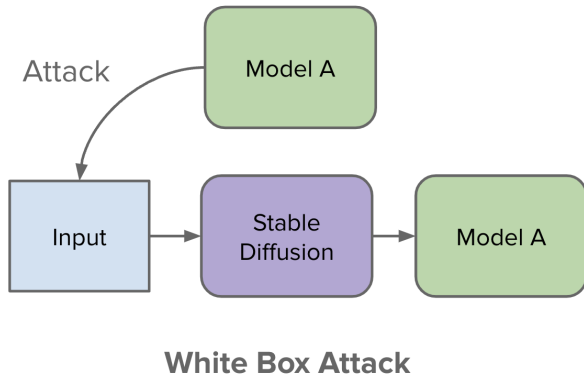 Attack
Model A
Input
Stable
Diffusion
Model A
White Box Attack